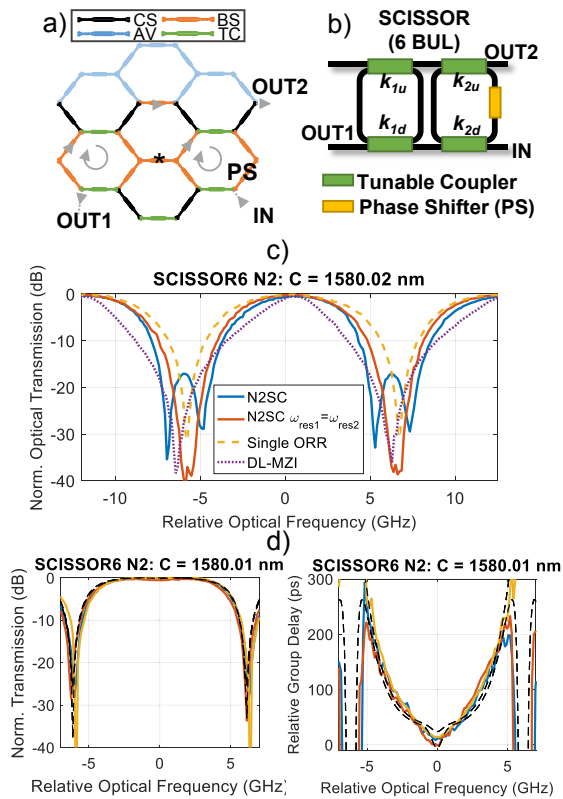 a)
CS BS
AV TC
OUT2
*
PS
OUT1
IN
b)
SCISSOR
(6 BUL)
OUT2
k1u
k2u
OUT1
k1d
k2d
IN
Tunable Coupler
Phase Shifter (PS)
c)
SCISSOR6 N2: C = 1580.02 nm
Norm. Optical Transmission (dB)
0
-10
-20
-30
-40
N2SC
N2SC ωres1=ωres2
Single ORR
DL-MZI
-10 -5 0 5 10
Relative Optical Frequency (GHz)
d)
SCISSOR6 N2: C = 1580.01 nm
Norm. Transmission (dB)
0
-10
-20
-30
-40
-5 0 5
Relative Optical Frequency (GHz)
SCISSOR6 N2: C = 1580.01 nm
Relative Group Delay (ps)
300
200
100
0
-5 0 5
Relative Optical Frequency (GHz)